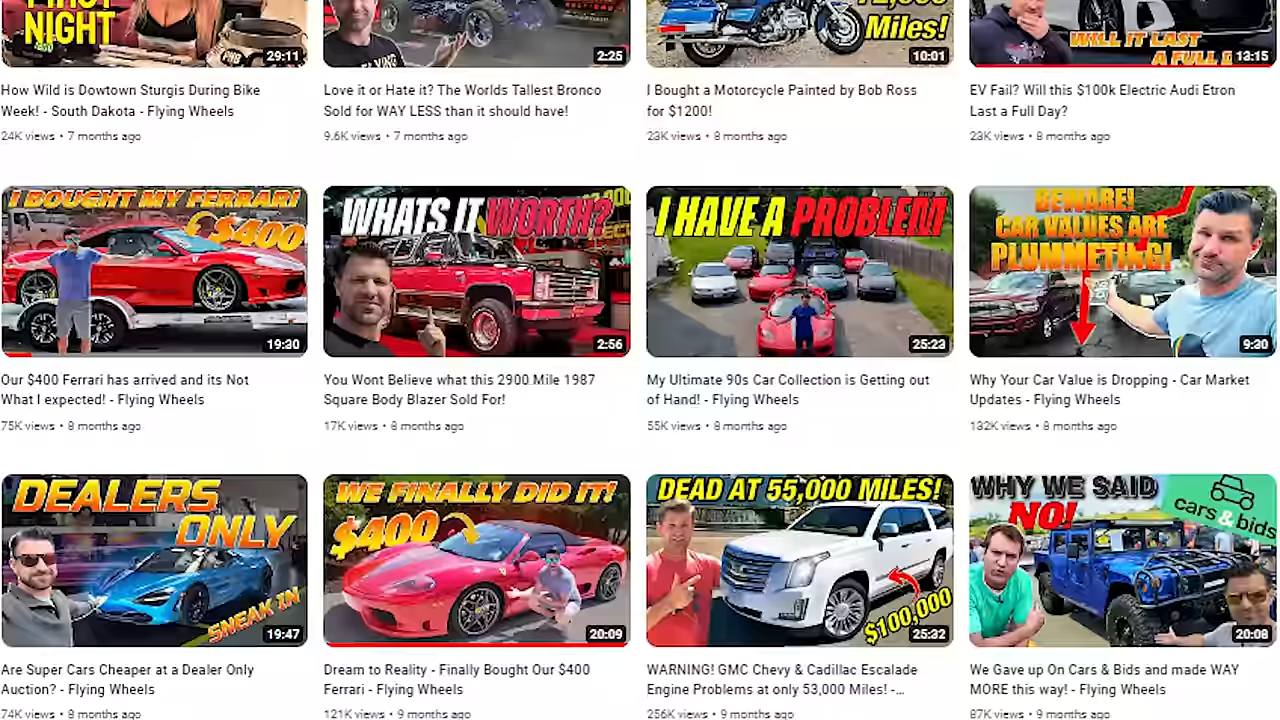 FIRST
NIGHT
29:11
2:25
Miles!
10:01
WILL IT LAST
A FULL D
13:15
How Wild is Dowtown Sturgis During Bike
Week! - South Dakota - Flying Wheels
24K views • 7 months ago
Love it or Hate it? The Worlds Tallest Bronco
Sold for WAY LESS than it should have!
9.6K views • 7 months ago
I Bought a Motorcycle Painted by Bob Ross
for $1200!
23K views • 8 months ago
EV Fail? Will this $100k Electric Audi Etron
Last a Full Day?
23K views • 8 months ago
I BOUGHT MY FERRARI
$400
19:30
WHATS IT WORTH?
2:56
I HAVE A PROBLEM
25:23
BEWARE!
CAR VALUES ARE
PLUMMETING!
9:30
Our $400 Ferrari has arrived and its Not
What I expected! - Flying Wheels
75K views • 8 months ago
You Wont Believe what this 2900 Mile 1987
Square Body Blazer Sold For!
17K views • 8 months ago
My Ultimate 90s Car Collection is Getting out
of Hand! - Flying Wheels
55K views • 8 months ago
Why Your Car Value is Dropping - Car Market
Updates - Flying Wheels
132K views • 8 months ago
DEALERS
ONLY
SNEAK IN
19:47
WE FINALLY DID IT!
$400
20:09
DEAD AT 55,000 MILES!
$100,000
25:32
WHY WE SAID
NO!
cars & bids
20:08
Are Super Cars Cheaper at a Dealer Only
Auction? - Flying Wheels
74K views • 8 months ago
Dream to Reality - Finally Bought Our $400
Ferrari - Flying Wheels
121K views • 9 months ago
WARNING! GMC Chevy & Cadillac Escalade
Engine Problems at only 53,000 Miles! -...
256K views • 9 months ago
We Gave up On Cars & Bids and made WAY
MORE this way! - Flying Wheels
87K views • 9 months ago